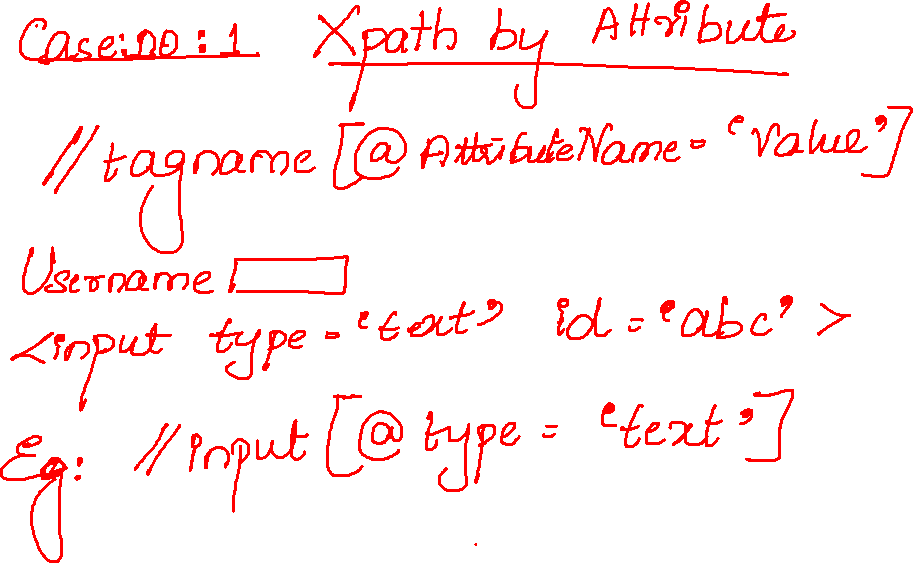 Case:no:1 Xpath by Attribute
//tagname[@AttributeName='Value']
Username
<input type='text' id='abc'>
Eg: //input[@type='text']